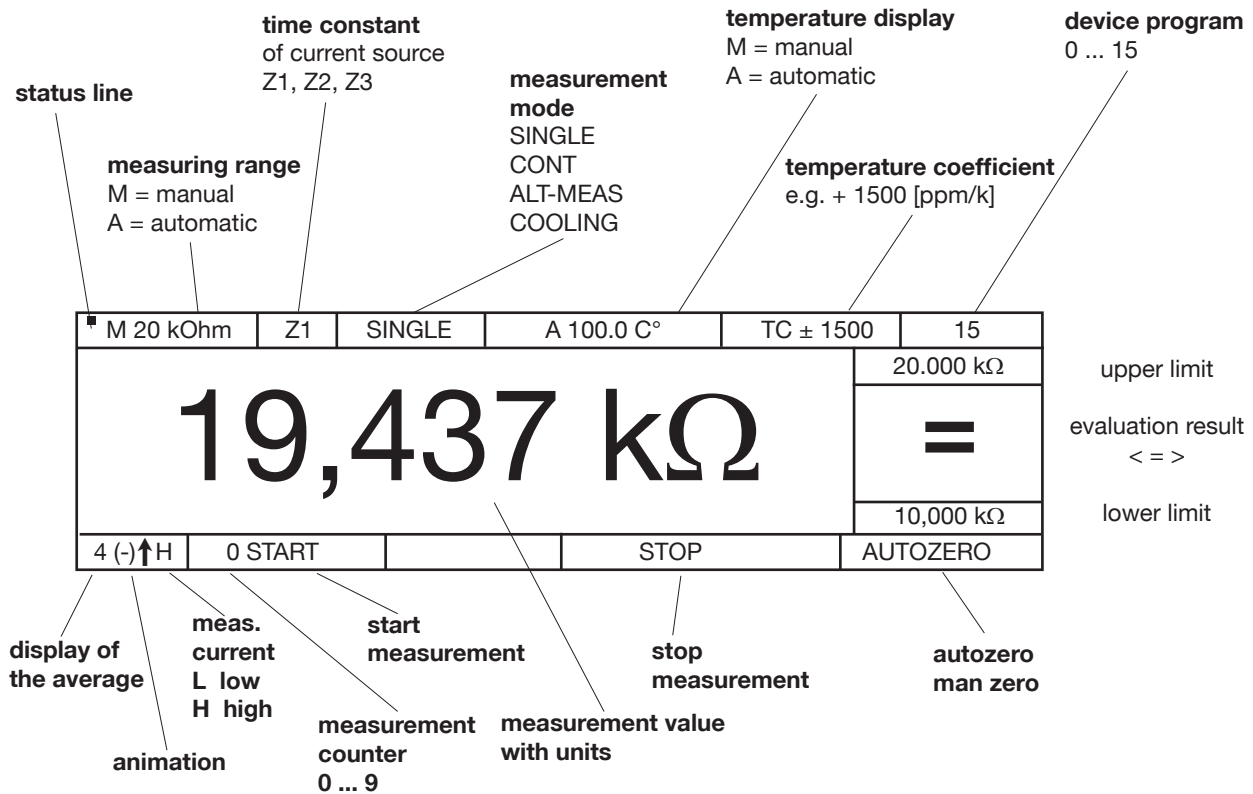 status line
time constant
of current source
Z1, Z2, Z3
measuring range
M = manual
A = automatic
measurement
mode
SINGLE
CONT
ALT-MEAS
COOLING
temperature display
M = manual
A = automatic
device program
0 ... 15
temperature coefficient
e.g. + 1500 [ppm/k]
M 20 kOhm Z1 SINGLE A 100.0 C° TC ± 1500 15
20.000 kΩ
upper limit
19,437 kΩ
=
evaluation result
< = >
10,000 kΩ
lower limit
4 (-) H 0 START STOP AUTOZERO
display of
the average
animation
meas.
current
L low
H high
start
measurement
measurement
counter
0 ... 9
measurement value
with units
stop
measurement
autozero
man zero